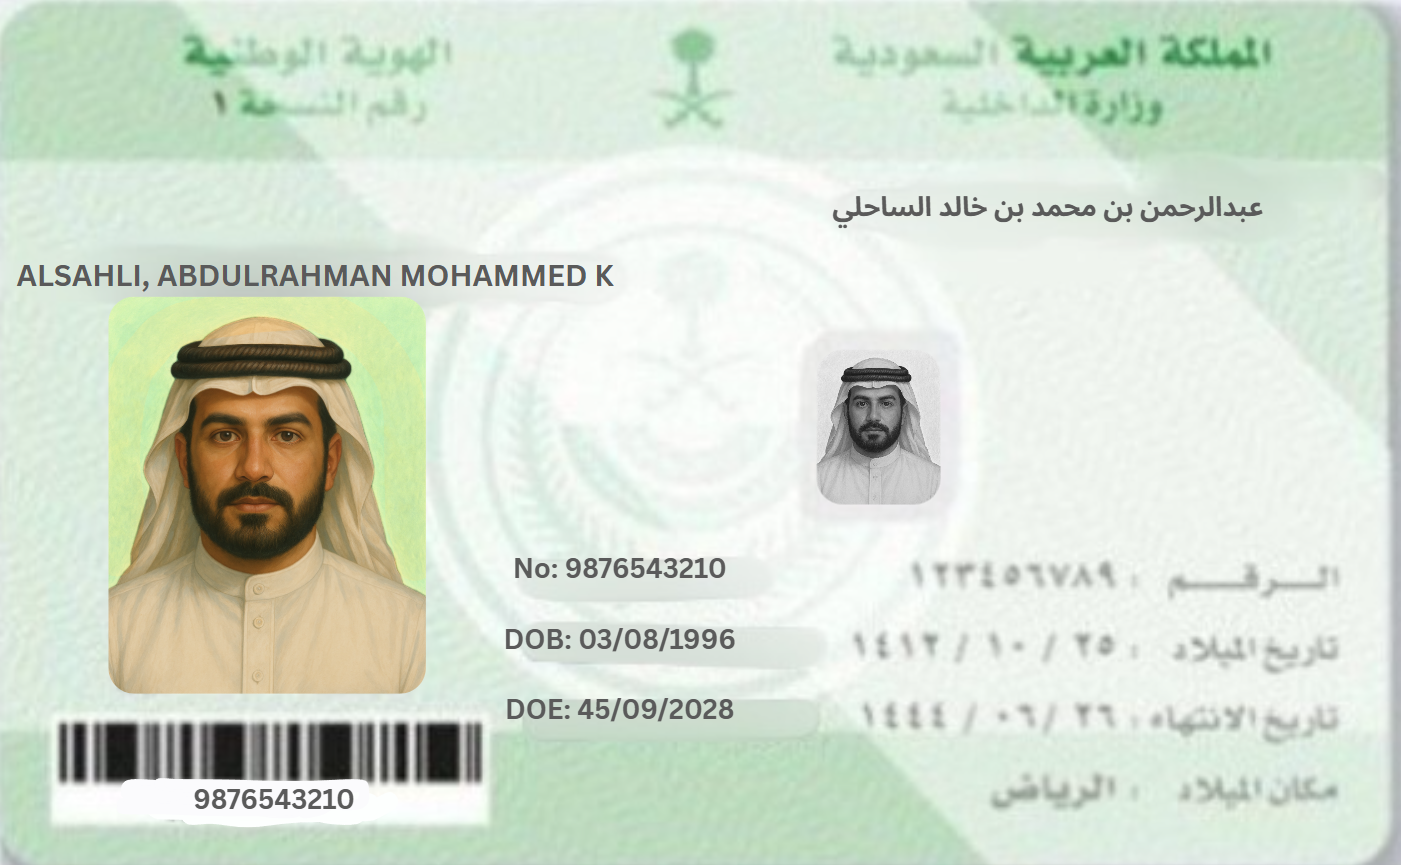 المملكة العربية السعودية
وزارة الداخلية
الهوية الوطنية
رقم النسخة ١
عبدالرحمن بن محمد بن خالد الساحلي
ALSAHLI, ABDULRAHMAN MOHAMMED K
No: 9876543210
الـــرقـــم : ١٢٣٤٥٦٧٨٩
DOB: 03/08/1996
تاريخ الميلاد : ٢٥ / ١٠ / ١٤١٢
DOE: 45/09/2028
تاريخ الانتهاء : ٢٦ / ٠٦ / ١٤٤٤
مكان الميلاد : الرياض
9876543210